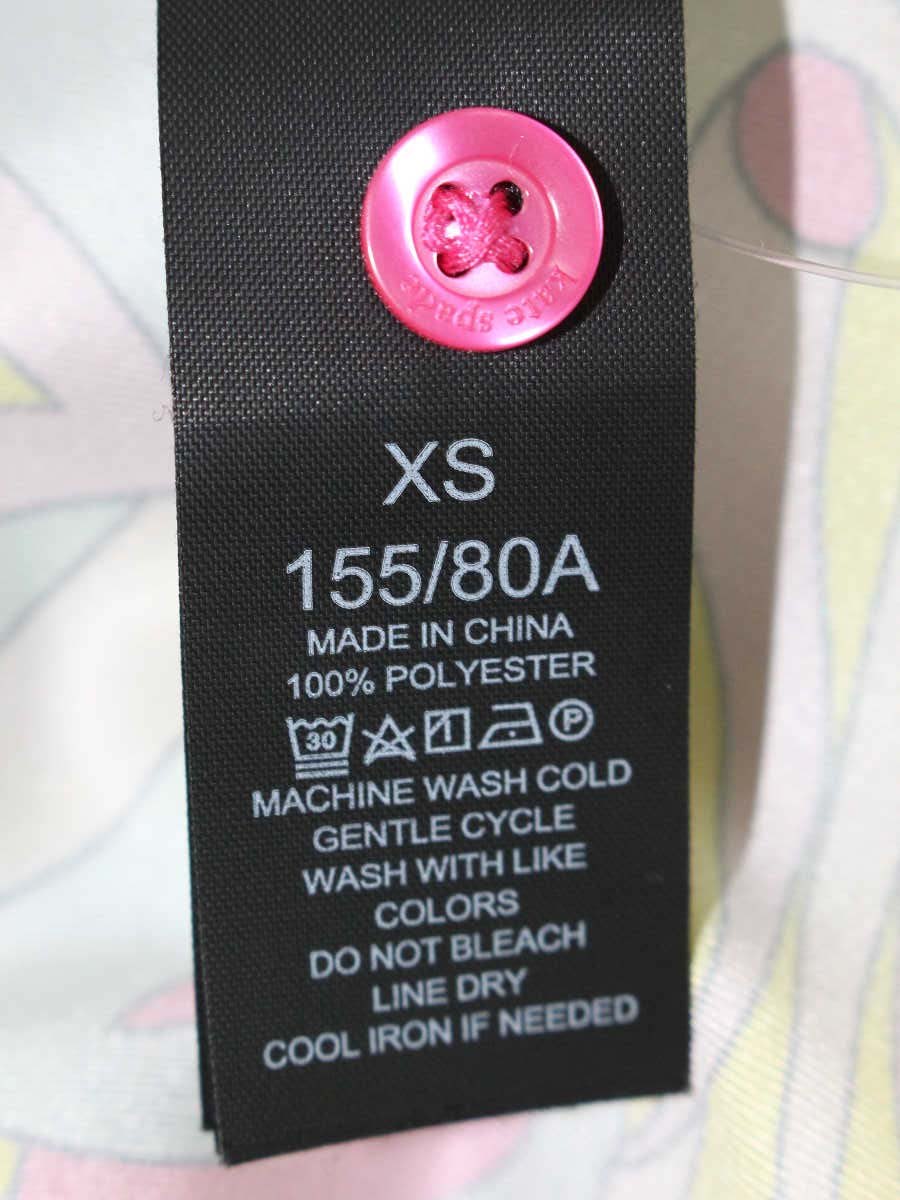 kate spade
XS
155/80A
MADE IN CHINA
100% POLYESTER
30 P
MACHINE WASH COLD
GENTLE CYCLE
WASH WITH LIKE
COLORS
DO NOT BLEACH
LINE DRY
COOL IRON IF NEEDED